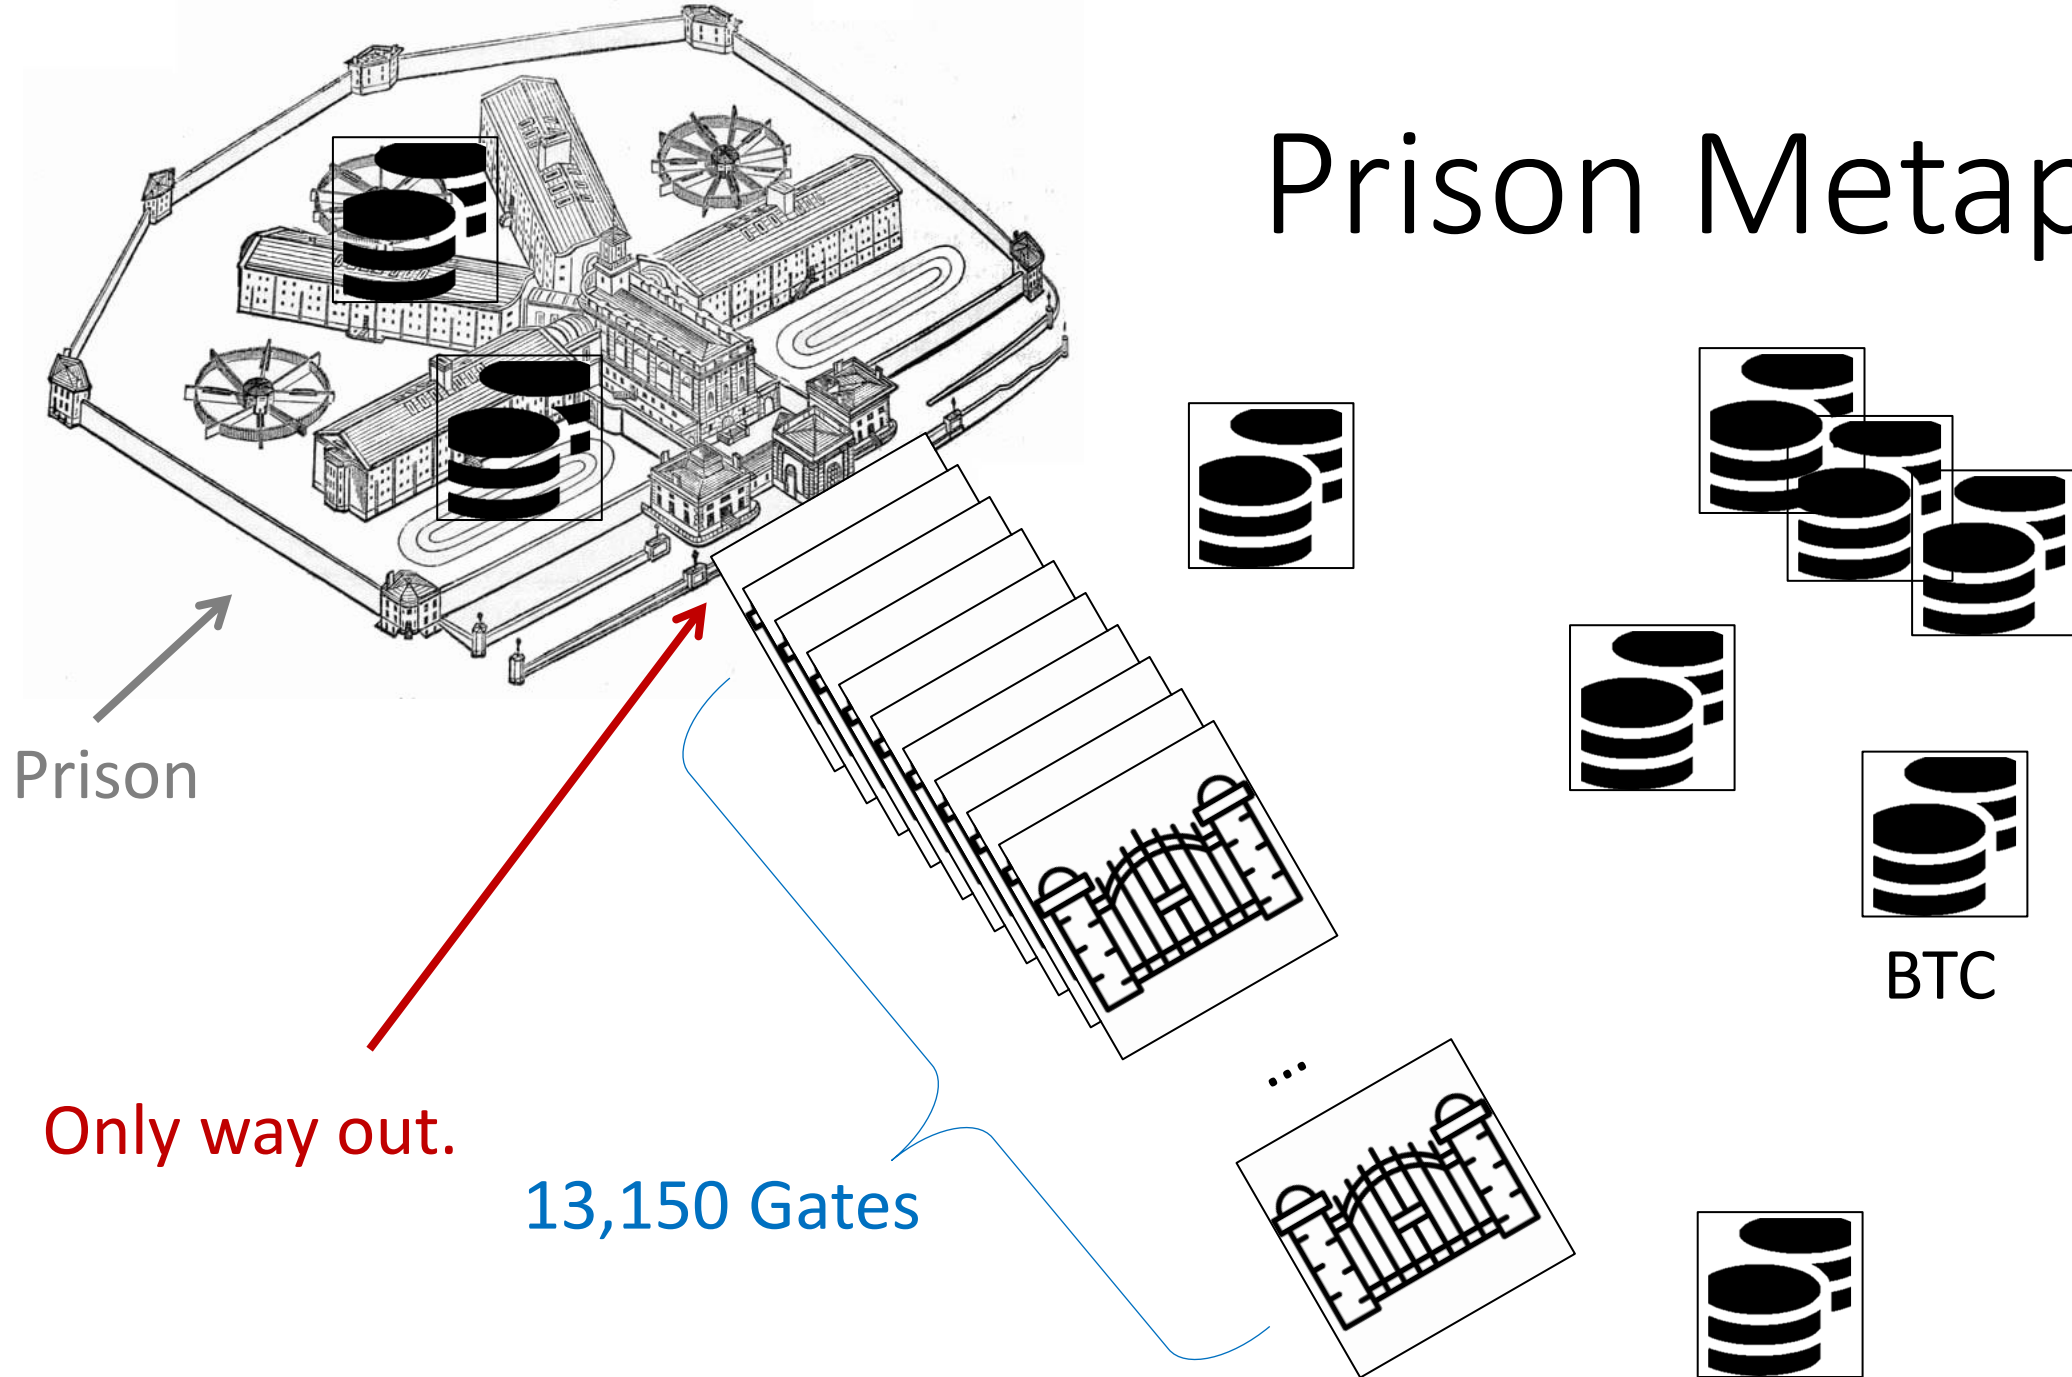 Prison Metap
Prison
BTC
...
Only way out.
13,150 Gates